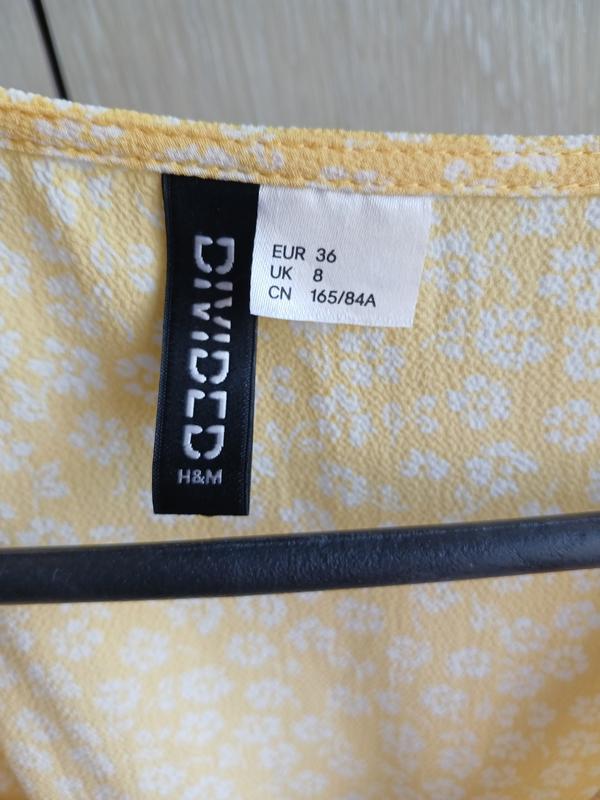 DIVIDED
H&M
EUR 36
UK 8
CN 165/84A